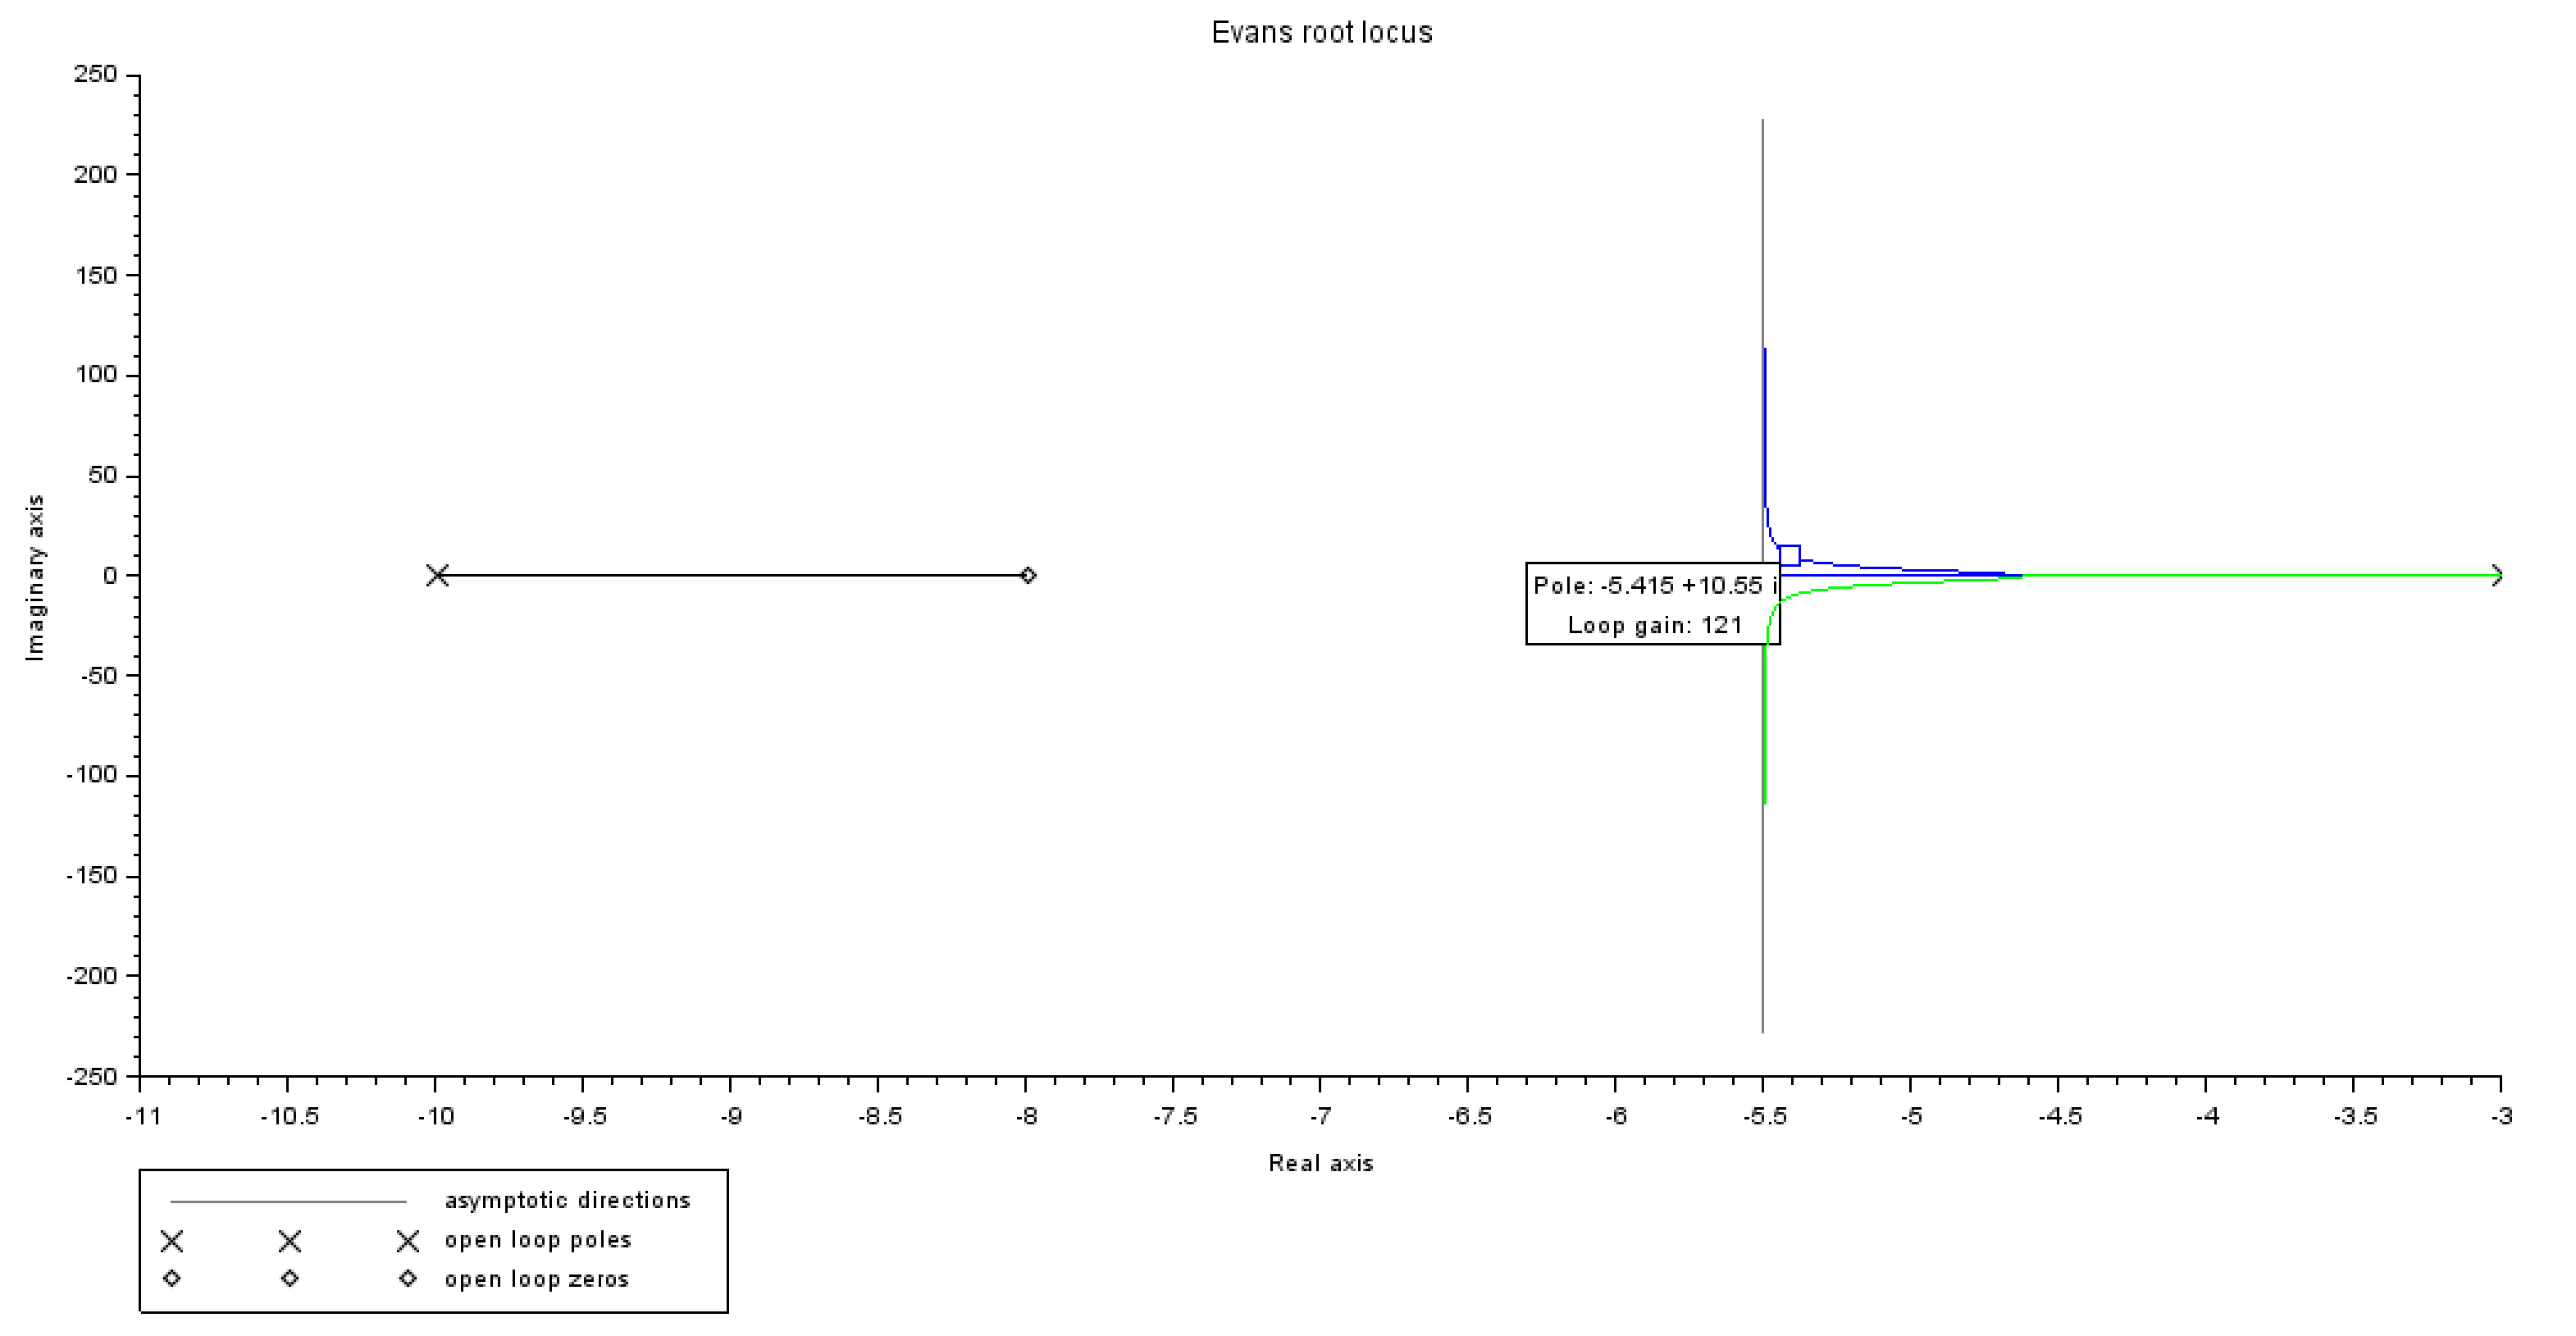 Evans root locus
250
200
150
100
50
0
-50
-100
-150
-200
-250
Imaginary axis
Pole: -5.415 +10.55 i
Loop gain: 121
-11 -10.5 -10 -9.5 -9 -8.5 -8 -7.5 -7 -6.5 -6 -5.5 -5 -4.5 -4 -3.5 -3
Real axis
asymptotic directions
open loop poles
open loop zeros